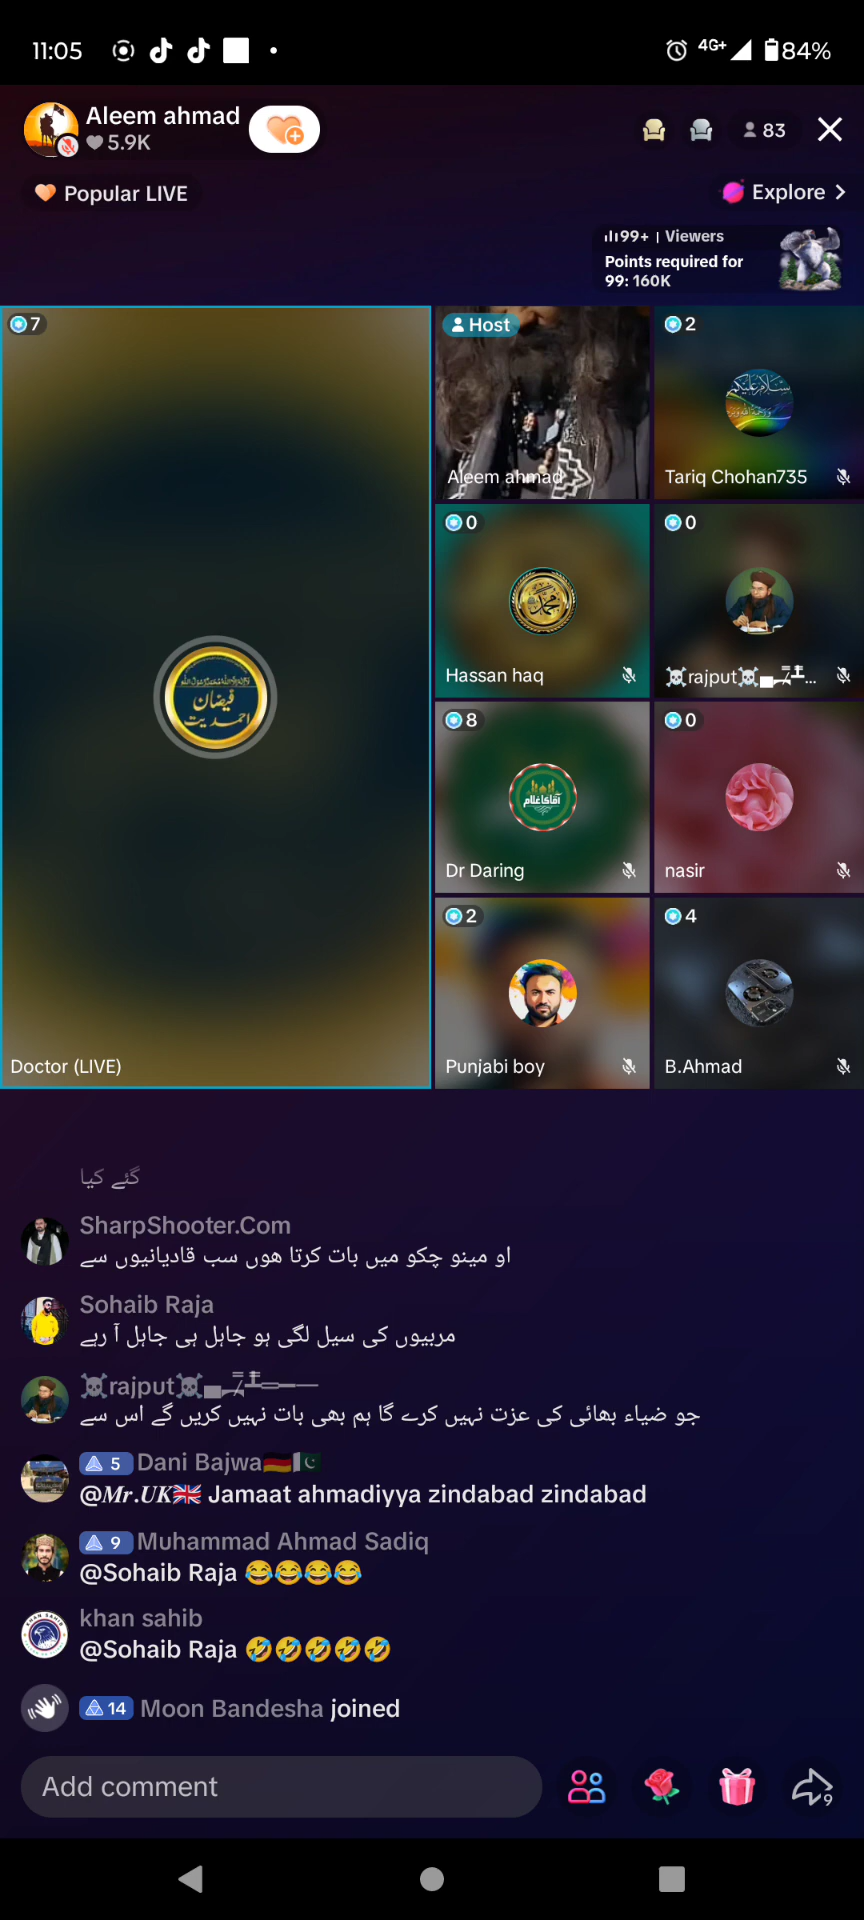 11:05
4G+
84%
Aleem ahmad
5.9K
83
Popular LIVE
Explore
99+ | Viewers
Points required for
99: 160K
7
Host
2
Aleem ahmad
Tariq Chohan735
0
0
فیضان
احمدیت
Hassan haq
☠️rajput☠️
8
0
Dr Daring
nasir
2
4
Doctor (LIVE)
Punjabi boy
B.Ahmad
گئے کیا
SharpShooter.Com
او مینو چکو میں بات کرتا هوں سب قادیانیوں سے
Sohaib Raja
مربیوں کی سیل لگی ہو جاہل ہی جاہل آ رہے
☠️rajput☠️
جو ضیاء بھائی کی عزت نہیں کرے گا ہم بھی بات نہیں کریں گے اس سے
5 Dani Bajwa🇩🇪🇵🇰
@Mr.UK🇬🇧 Jamaat ahmadiyya zindabad zindabad
9 Muhammad Ahmad Sadiq
@Sohaib Raja 😂😂😂😂
khan sahib
@Sohaib Raja 🤣🤣🤣🤣🤣
14 Moon Bandesha joined
Add comment
9